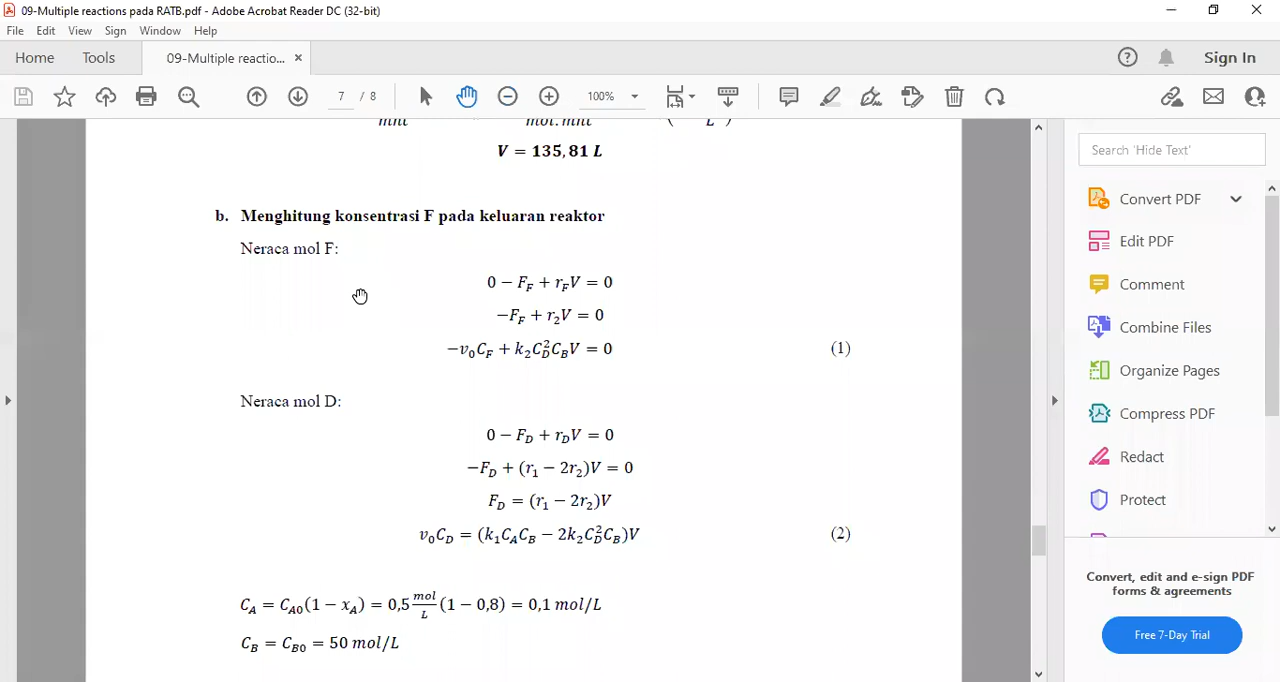 09-Multiple reactions pada RATB.pdf - Adobe Acrobat Reader DC (32-bit)
File Edit View Sign Window Help
Home Tools 09-Multiple reactio... × Sign In
7 / 8 100%
V = 135,81 L
b. Menghitung konsentrasi F pada keluaran reaktor
Neraca mol F:
0 − F_F + r_F V = 0
−F_F + r_2 V = 0
−v_0 C_F + k_2 C_D^2 C_B V = 0 (1)
Neraca mol D:
0 − F_D + r_D V = 0
−F_D + (r_1 − 2r_2)V = 0
F_D = (r_1 − 2r_2)V
v_0 C_D = (k_1 C_A C_B − 2k_2 C_D^2 C_B)V (2)
C_A = C_A0(1 − x_A) = 0,5 mol/L (1 − 0,8) = 0,1 mol/L
C_B = C_B0 = 50 mol/L
Search 'Hide Text'
Convert PDF
Edit PDF
Comment
Combine Files
Organize Pages
Compress PDF
Redact
Protect
Convert, edit and e-sign PDF
forms & agreements
Free 7-Day Trial